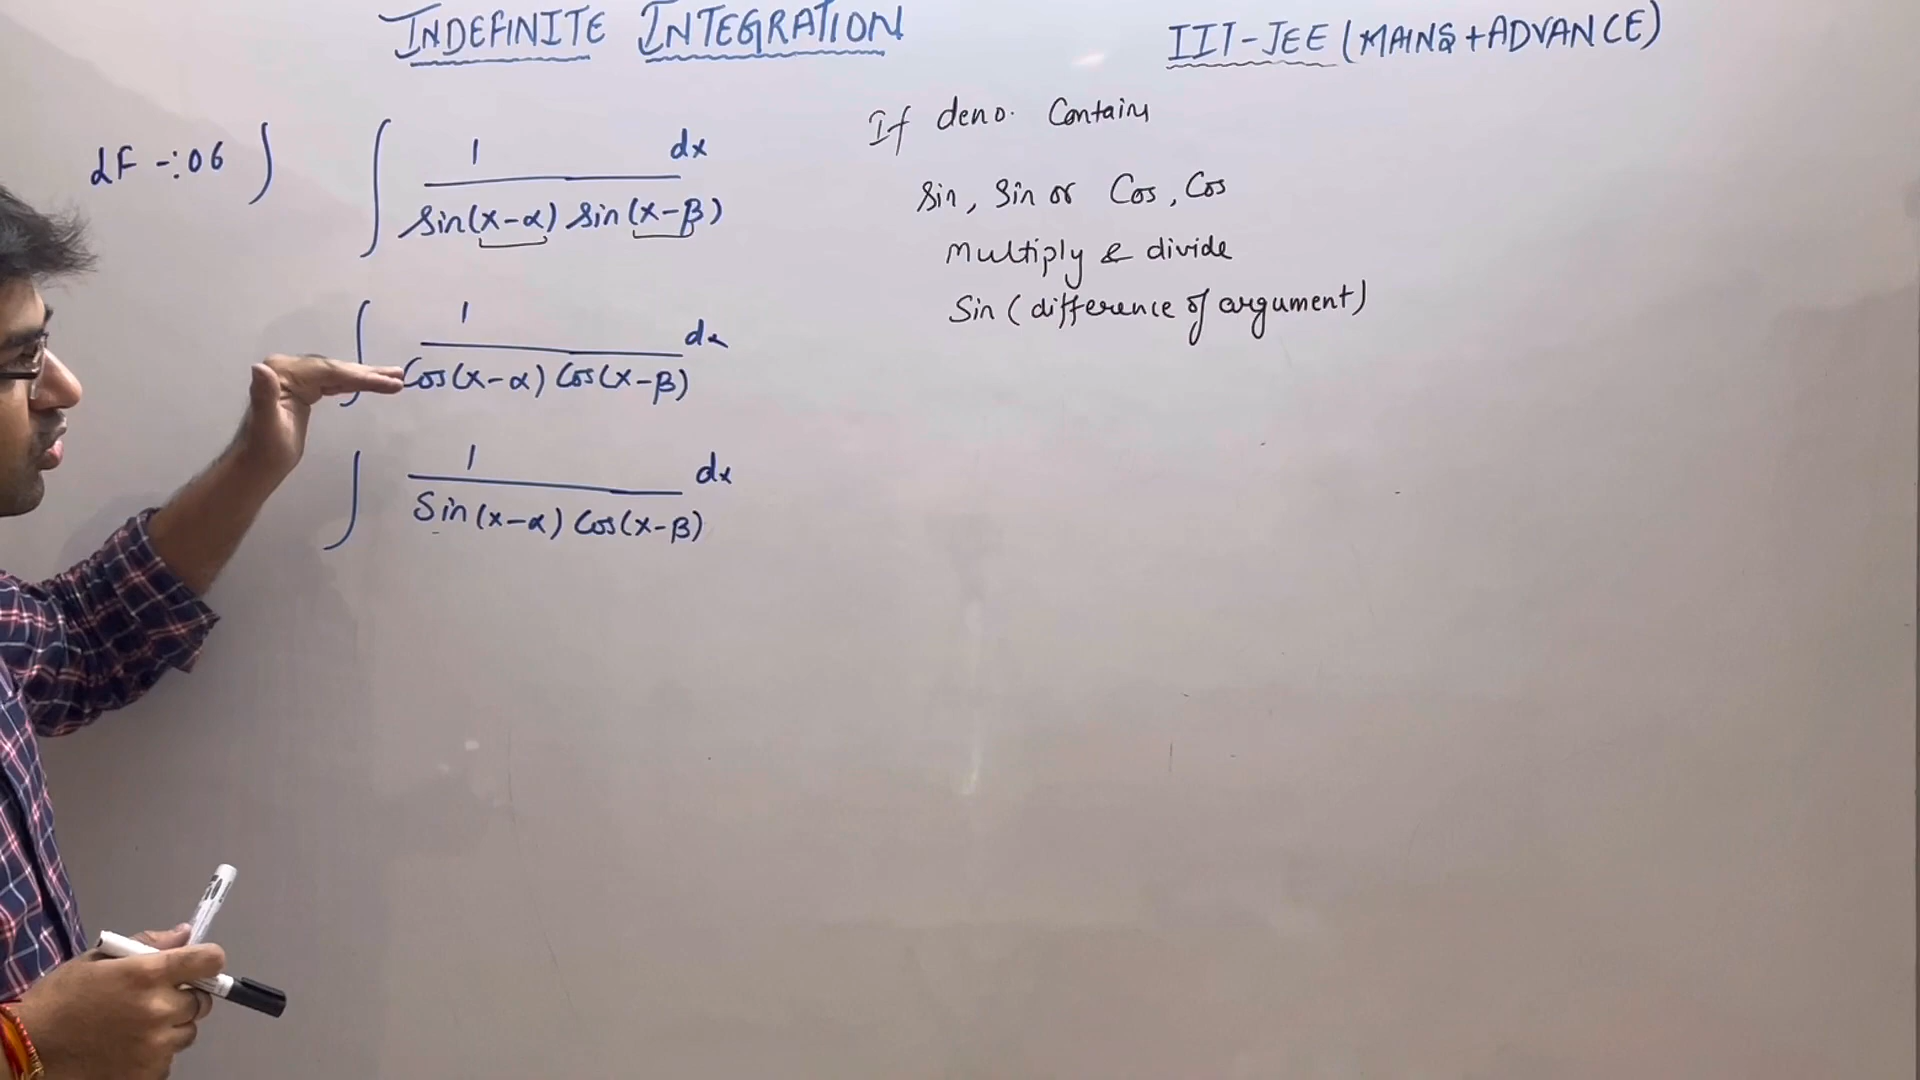 INDEFINITE INTEGRATION
IIT-JEE (MAINS + ADVANCE)
LF -: 06) ∫ 1 / sin(x-α) sin(x-β) dx
∫ 1 / Cos(x-α) Cos(x-β) dx
∫ 1 / Sin(x-α) Cos(x-β) dx
If deno. Contains
Sin, Sin or Cos, Cos
Multiply & divide
Sin (difference of argument)